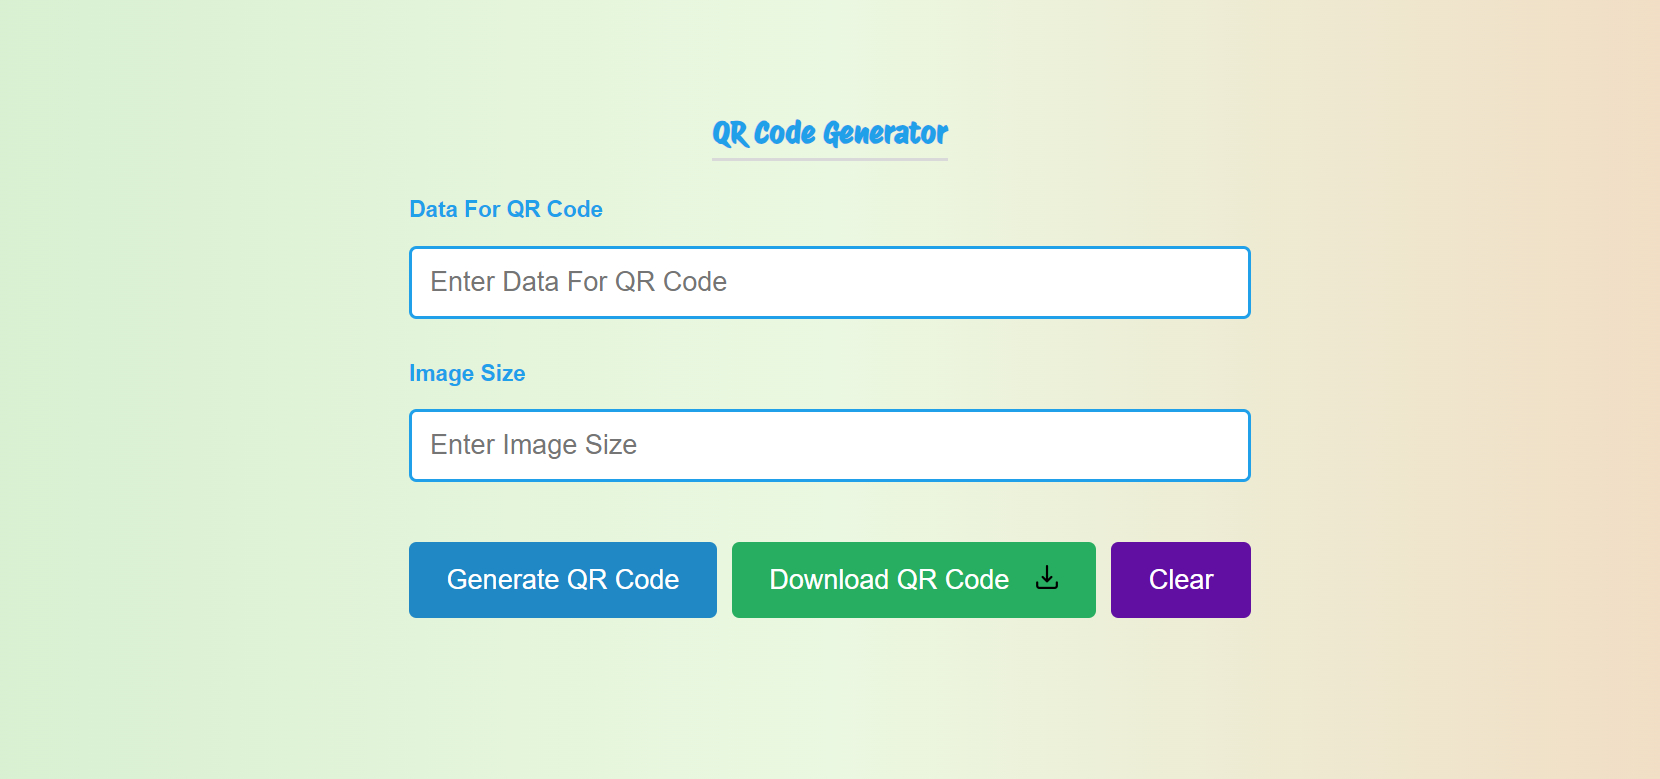 QR Code Generator
Data For QR Code
Enter Data For QR Code
Image Size
Enter Image Size
Generate QR Code Download QR Code Clear